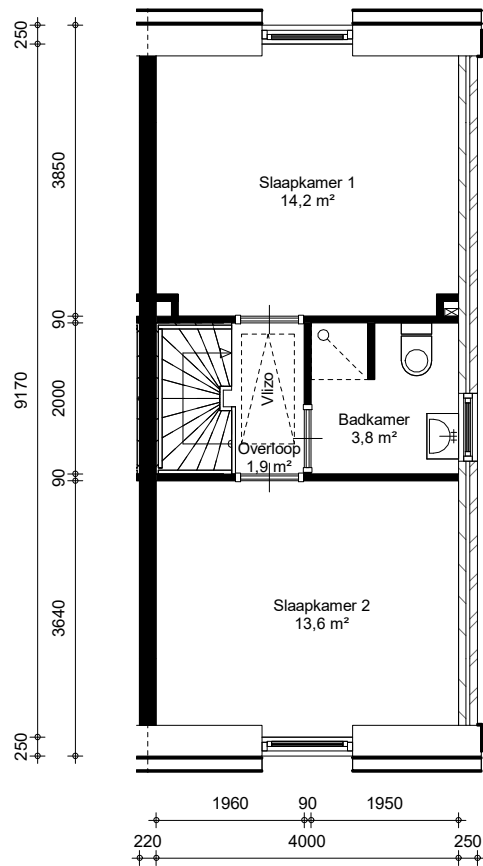 250
3850
90
9170
2000
90
3640
250
Slaapkamer 1
14,2 m²
Vlizo
Badkamer
3,8 m²
Overloop
1,9 m²
Slaapkamer 2
13,6 m²
1960 90 1950
220 4000 250